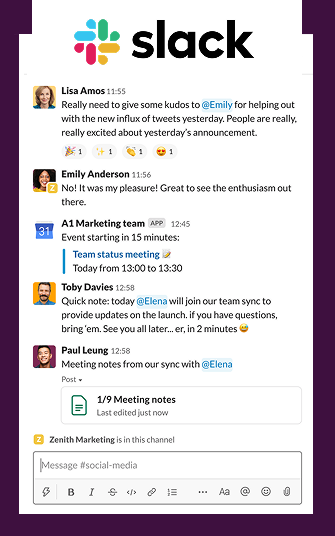 slack
Lisa Amos 11:55
Really need to give some kudos to @Emily for helping out
with the new influx of tweets yesterday. People are really,
really excited about yesterday's announcement.
1 1 1 1
Emily Anderson 11:56
Z
No! It was my pleasure! Great to see the enthusiasm out
there.
31
A1 Marketing team APP 12:45
Event starting in 15 minutes:
Team status meeting
Today from 13:00 to 13:30
Toby Davies 12:58
Quick note: today @Elena will join our team sync to
provide updates on the launch. if you have questions,
bring 'em. See you all later... er, in 2 minutes
Paul Leung 12:58
Meeting notes from our sync with @Elena
Post
1/9 Meeting notes
Last edited just now
Z Zenith Marketing is in this channel
Message #social-media
B I S </> ... Aa @